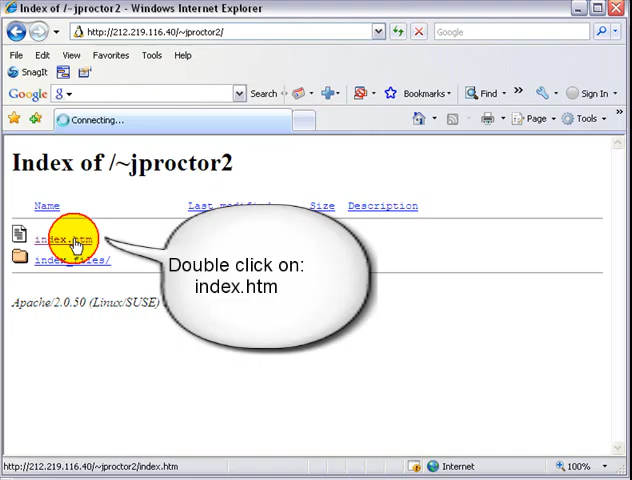 Index of /~jproctor2 - Windows Internet Explorer
http://212.219.116.40/~jproctor2/
Google
File Edit View Favorites Tools Help
SnagIt
Google Search Bookmarks Find » Sign In
Connecting... Page Tools »
Index of /~jproctor2
Name Last modified Size Description
index.htm
index_files/
Double click on:
index.htm
Apache/2.0.50 (Linux/SUSE)
http://212.219.116.40/~jproctor2/index.htm Internet 100%